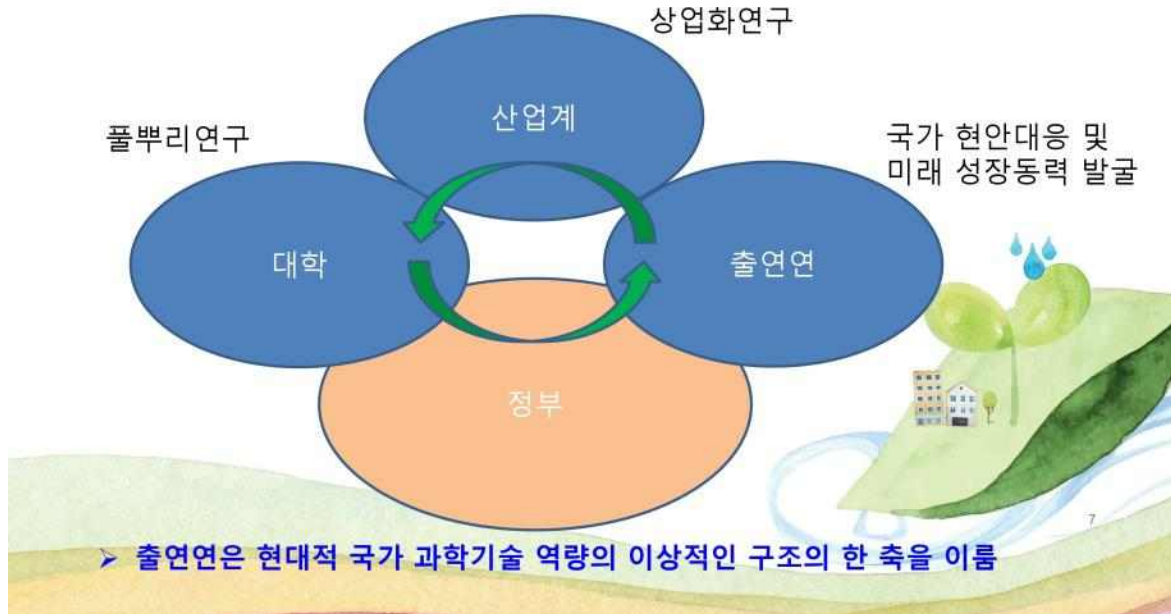 상업화연구
산업계
풀뿌리연구
국가 현안대응 및
미래 성장동력 발굴
대학
출연연
정부
7
➢ 출연연은 현대적 국가 과학기술 역량의 이상적인 구조의 한 축을 이룸